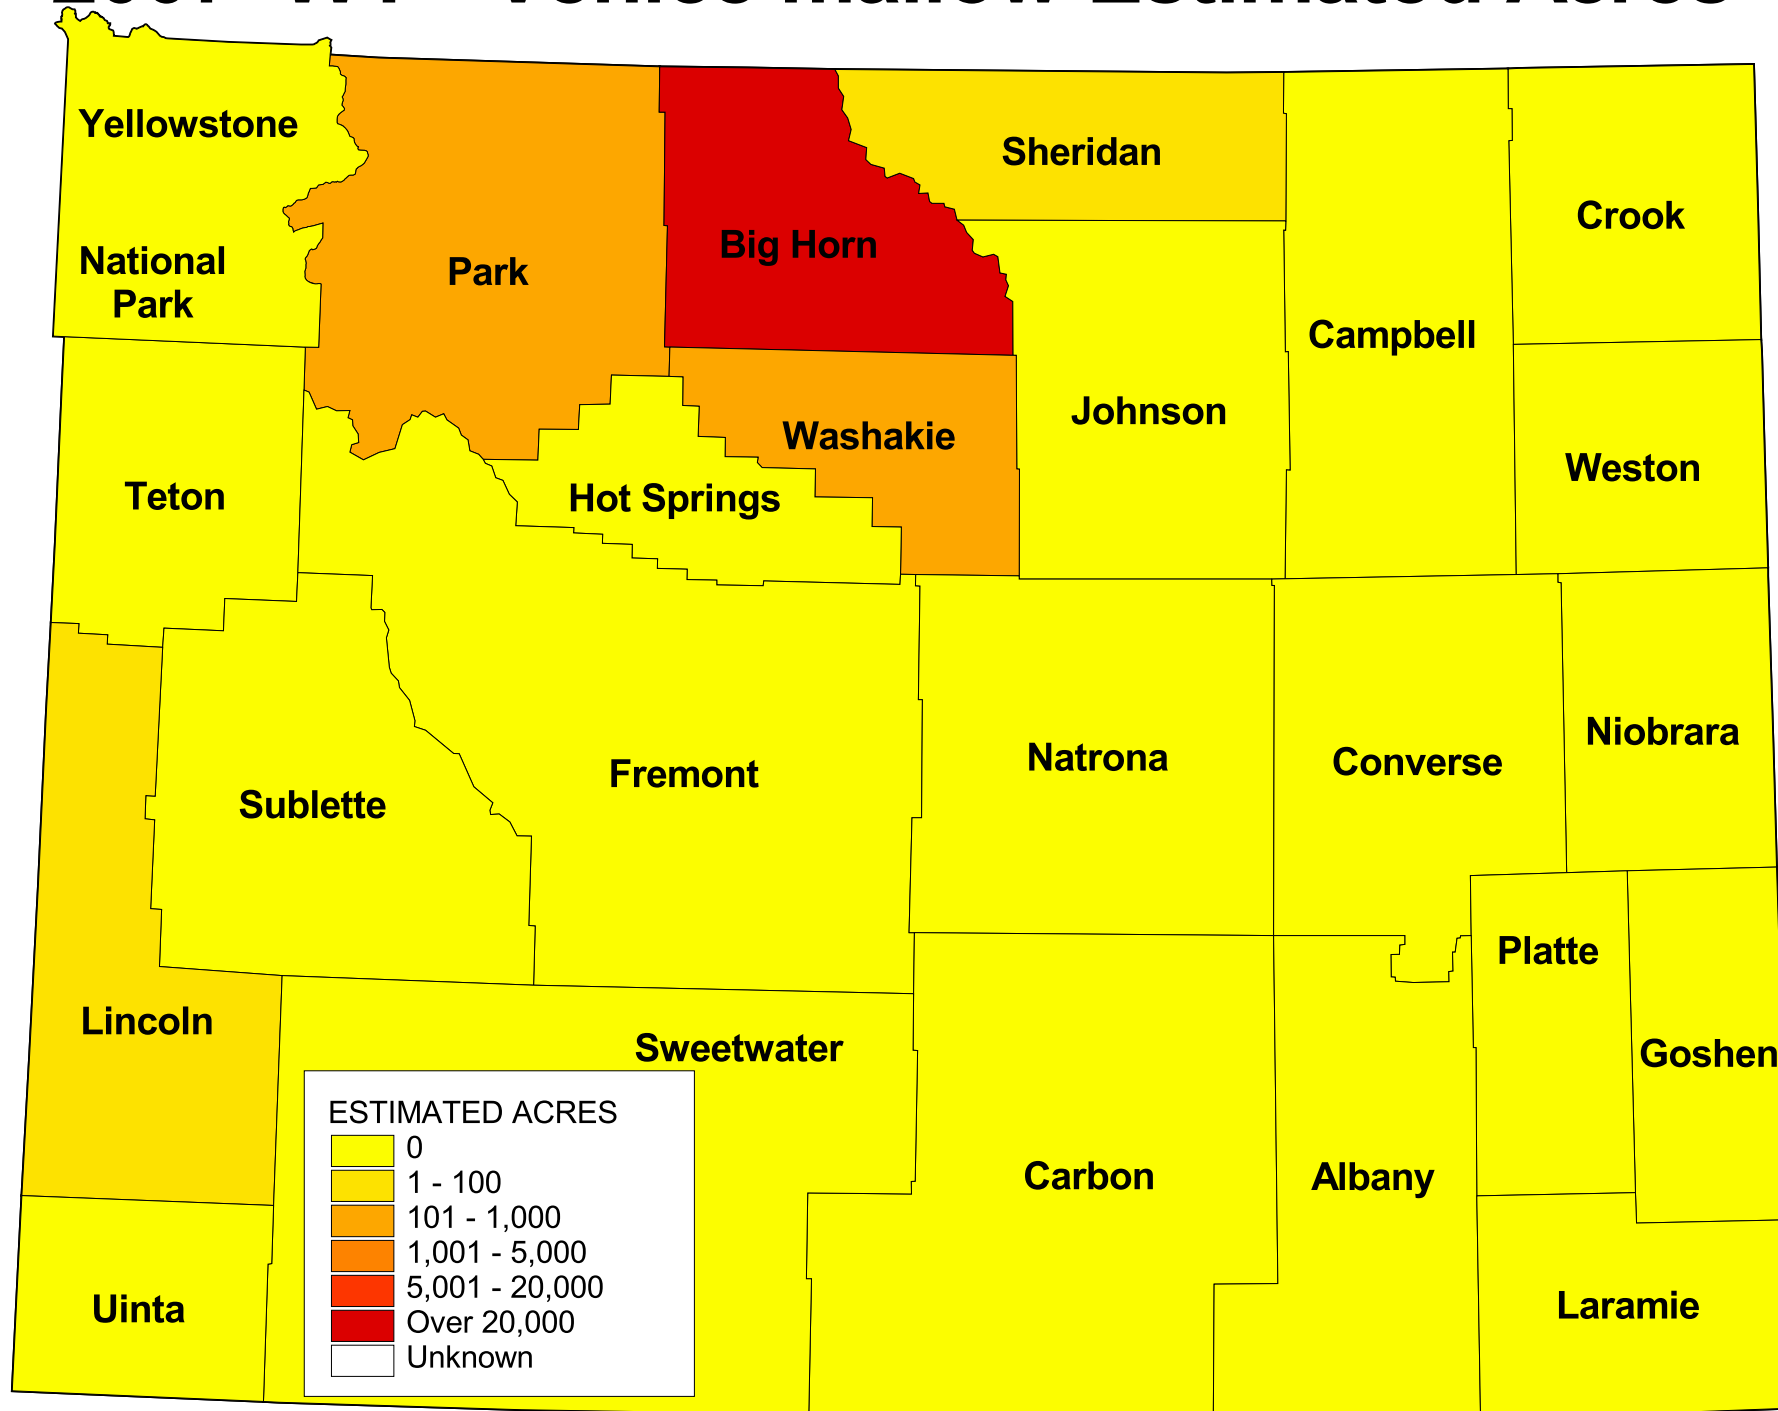 Yellowstone
National
Park
Park
Big Horn
Sheridan
Crook
Campbell
Johnson
Washakie
Weston
Teton
Hot Springs
Fremont
Natrona
Converse
Niobrara
Sublette
Platte
Lincoln
Sweetwater
Goshen
Carbon
Albany
Uinta
Laramie
ESTIMATED ACRES
0
1 - 100
101 - 1,000
1,001 - 5,000
5,001 - 20,000
Over 20,000
Unknown